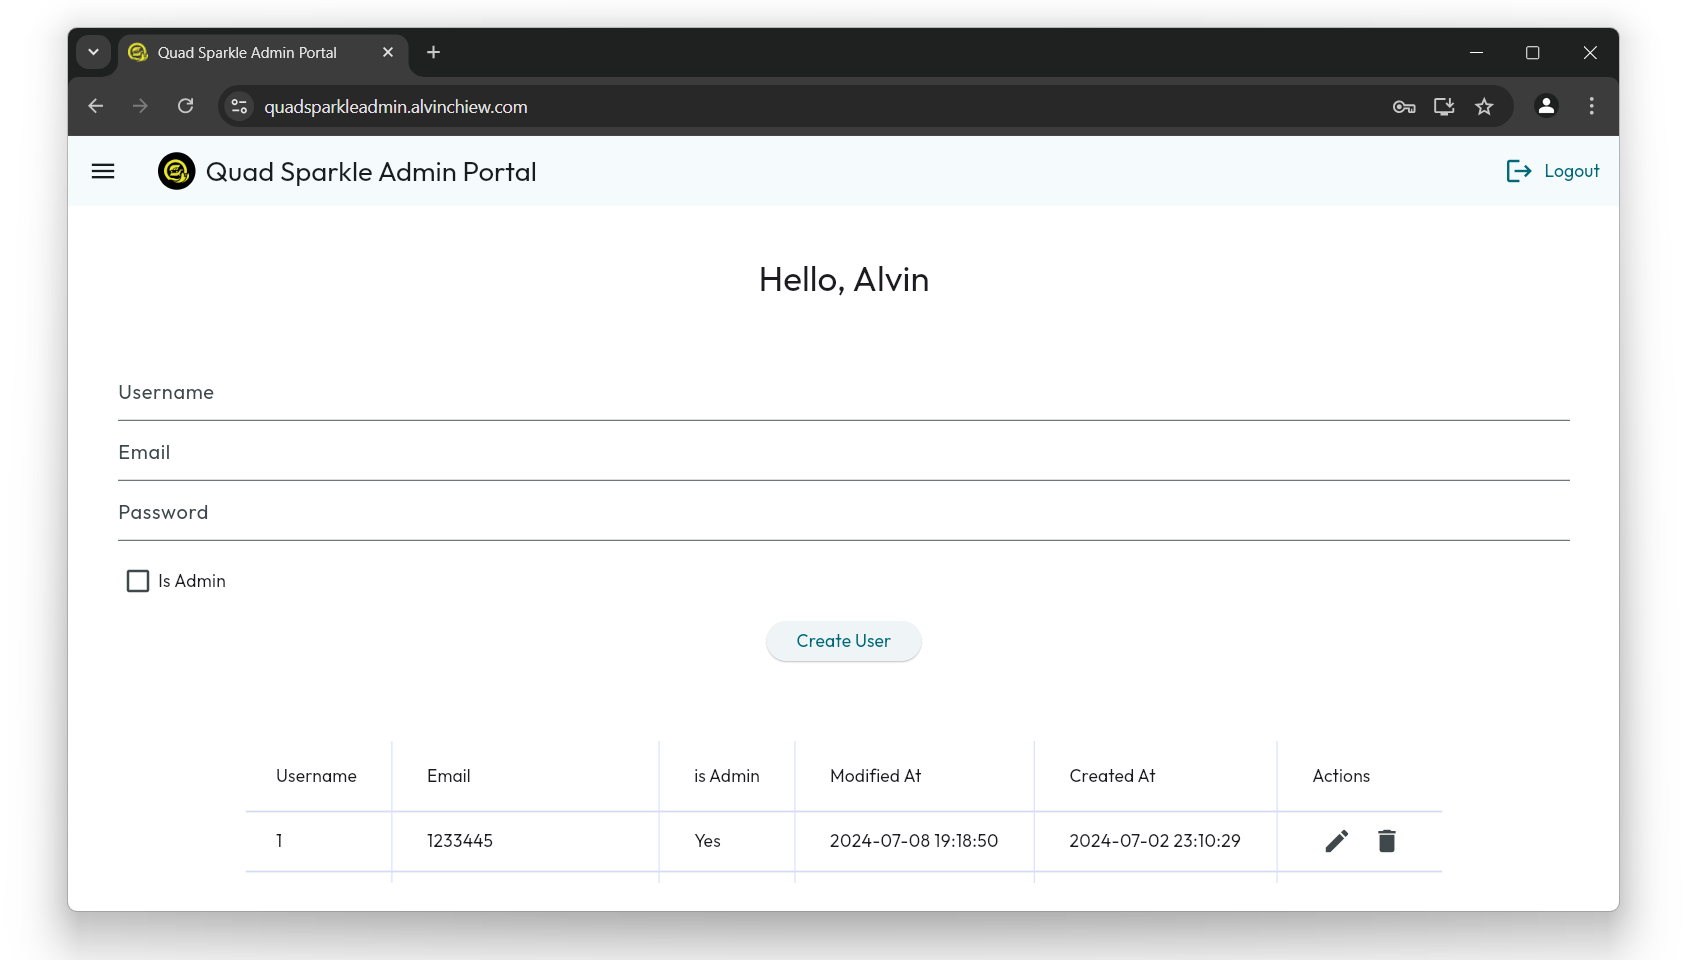 Quad Sparkle Admin Portal
quadsparkleadmin.alvinchiew.com
Quad Sparkle Admin Portal
Logout
Hello, Alvin
Username
Email
Password
Is Admin
Create User
Username Email is Admin Modified At Created At Actions
1 1233445 Yes 2024-07-08 19:18:50 2024-07-02 23:10:29